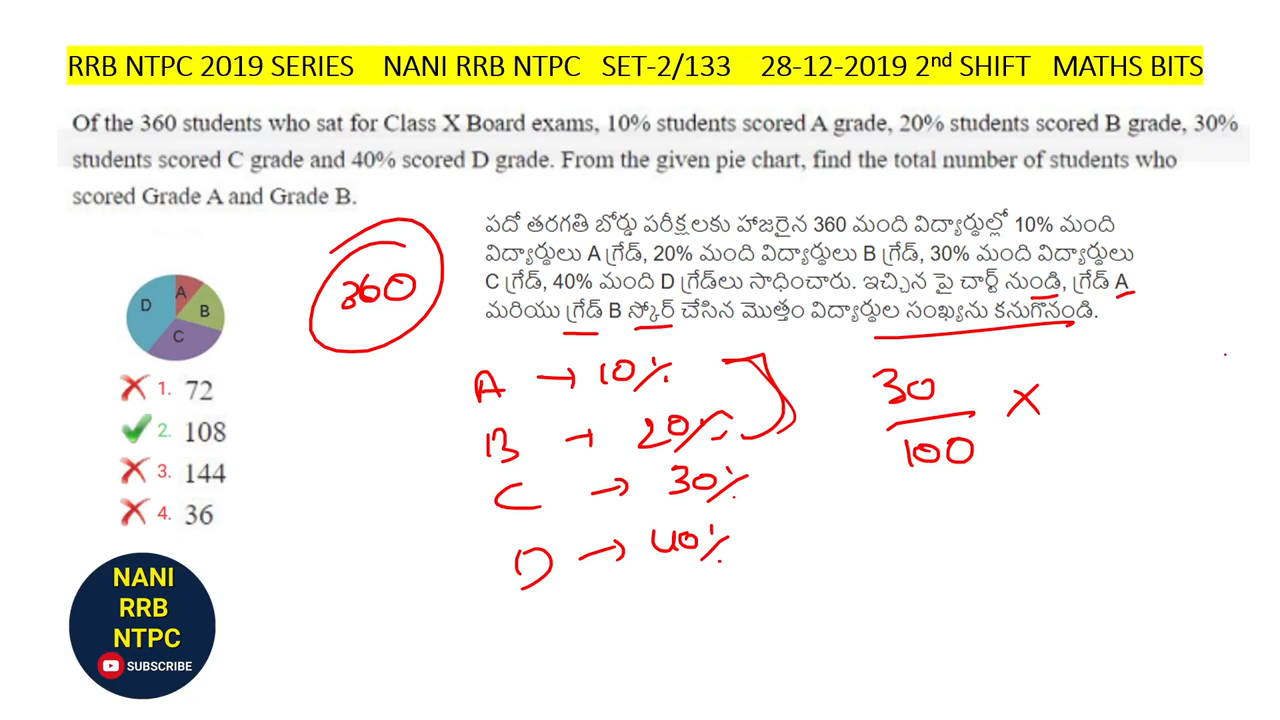 RRB NTPC 2019 SERIES NANI RRB NTPC SET-2/133 28-12-2019 2nd SHIFT MATHS BITS
Of the 360 students who sat for Class X Board exams, 10% students scored A grade, 20% students scored B grade, 30%
students scored C grade and 40% scored D grade. From the given pie chart, find the total number of students who
scored Grade A and Grade B.
పదో తరగతి బోర్డు పరీక్షలకు హాజరైన 360 మంది విద్యార్థుల్లో 10% మంది
విద్యార్థులు A గ్రేడ్, 20% మంది విద్యార్థులు B గ్రేడ్, 30% మంది విద్యార్థులు
C గ్రేడ్, 40% మంది D గ్రేడ్‌లు సాధించారు. ఇచ్చిన పై చార్ట్ నుండి, గ్రేడ్ A
మరియు గ్రేడ్ B స్కోర్ చేసిన మొత్తం విద్యార్థుల సంఖ్యను కనుగొనండి.
360
A
B
C
D
1. 72
2. 108
3. 144
4. 36
A → 10%
B → 20%
C → 30%
D → 40%
30
100 ×
NANI
RRB
NTPC
SUBSCRIBE